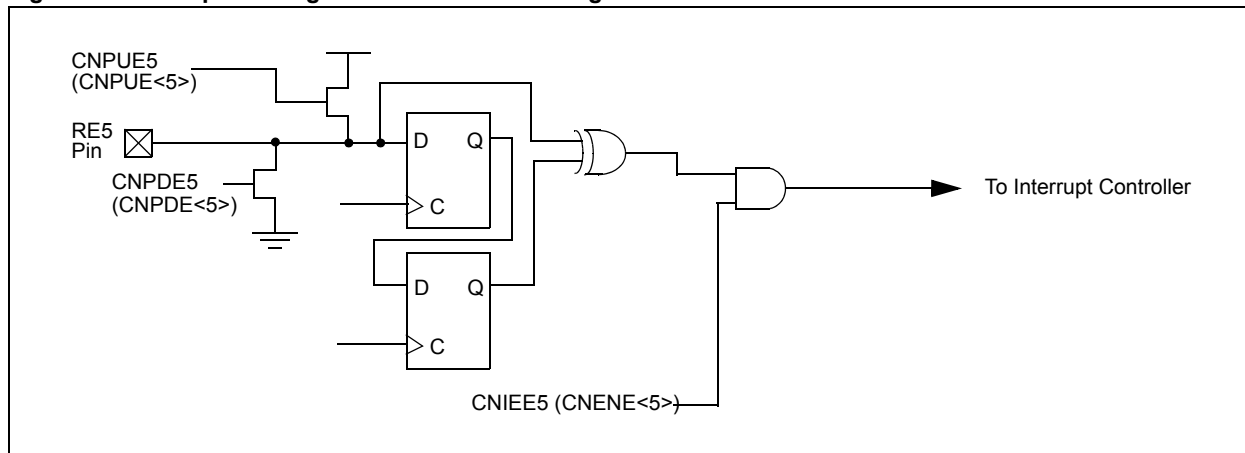 CNPUE5
(CNPUE<5>)
RE5
Pin
CNPDE5
(CNPDE<5>)
D Q
C
D Q
C
To Interrupt Controller
CNIEE5 (CNENE<5>)